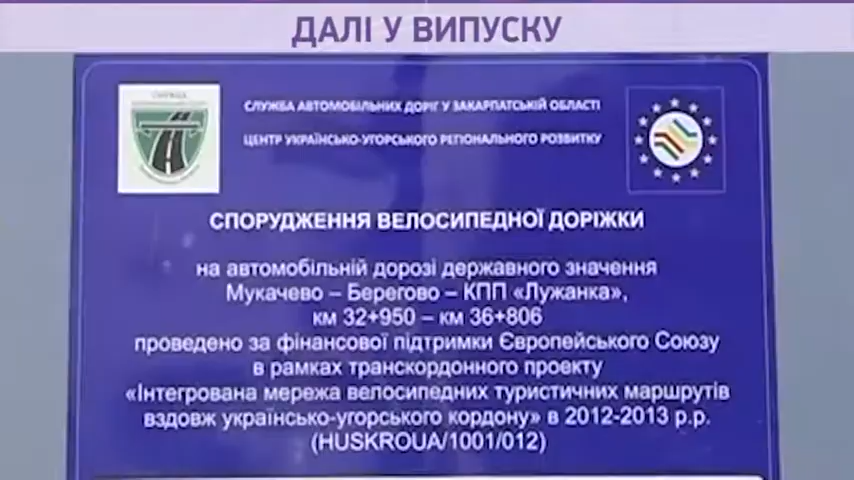 ДАЛІ У ВИПУСКУ
СЛУЖБА АВТОМОБІЛЬНИХ ДОРІГ У ЗАКАРПАТСЬКІЙ ОБЛАСТІ
ЦЕНТР УКРАЇНСЬКО-УГОРСЬКОГО РЕГІОНАЛЬНОГО РОЗВИТКУ
СПОРУДЖЕННЯ ВЕЛОСИПЕДНОЇ ДОРІЖКИ
на автомобільній дорозі державного значення
Мукачево – Берегово – КПП «Лужанка»,
км 32+950 – км 36+806
проведено за фінансової підтримки Європейського Союзу
в рамках транскордонного проекту
«Інтегрована мережа велосипедних туристичних маршрутів
вздовж українсько-угорського кордону» в 2012-2013 р.р.
(HUSKROUA/1001/012)